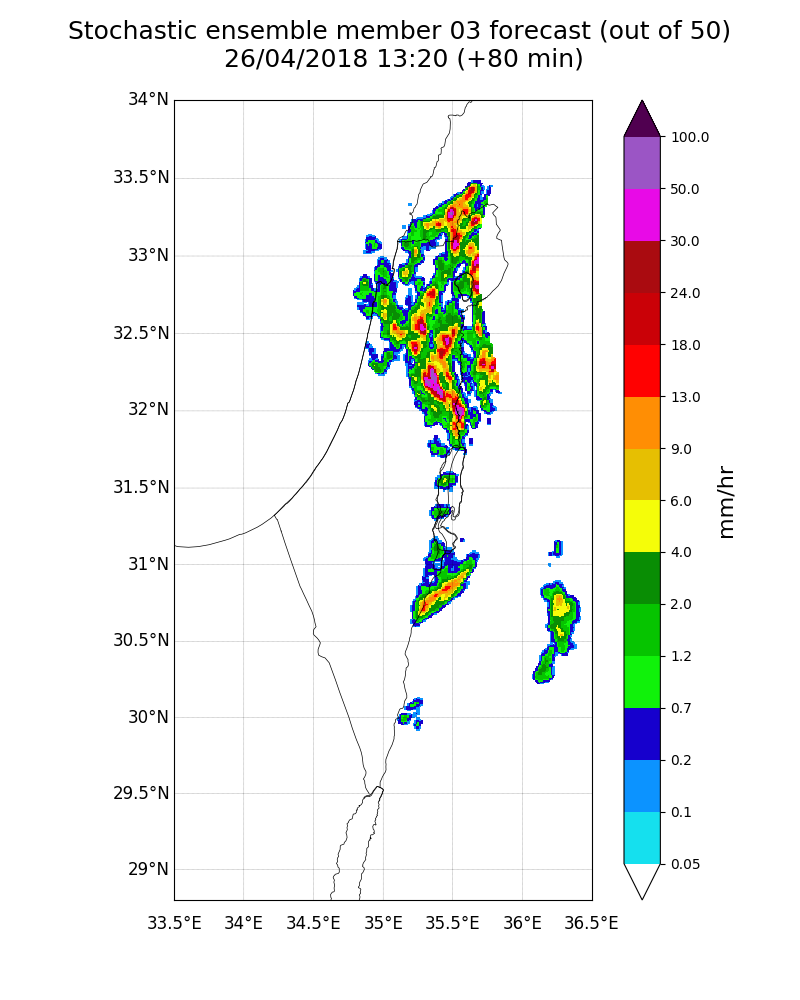 Stochastic ensemble member 03 forecast (out of 50)
26/04/2018 13:20 (+80 min)
34°N
33.5°N
33°N
32.5°N
32°N
31.5°N
31°N
30.5°N
30°N
29.5°N
29°N
33.5°E 34°E 34.5°E 35°E 35.5°E 36°E 36.5°E
100.0
50.0
30.0
24.0
18.0
13.0
9.0
6.0
4.0
2.0
1.2
0.7
0.2
0.1
0.05
mm/hr